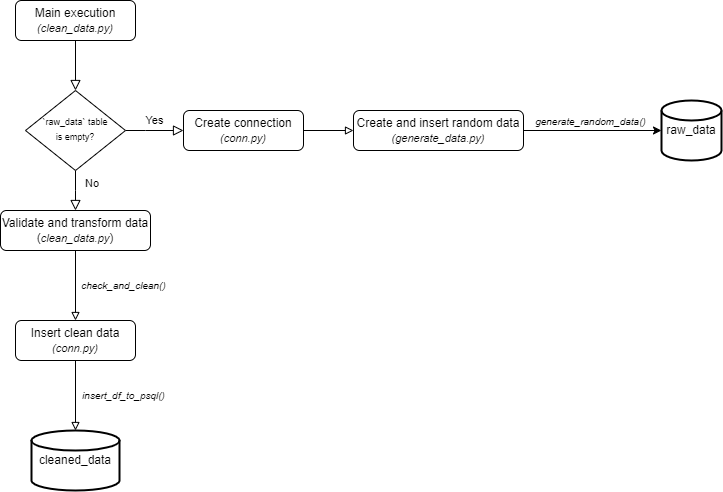 Main execution
(clean_data.py)
`raw_data` table
is empty?
Yes
Create connection
(conn.py)
Create and insert random data
(generate_data.py)
generate_random_data()
raw_data
No
Validate and transform data
(clean_data.py)
check_and_clean()
Insert clean data
(conn.py)
insert_df_to_psql()
cleaned_data